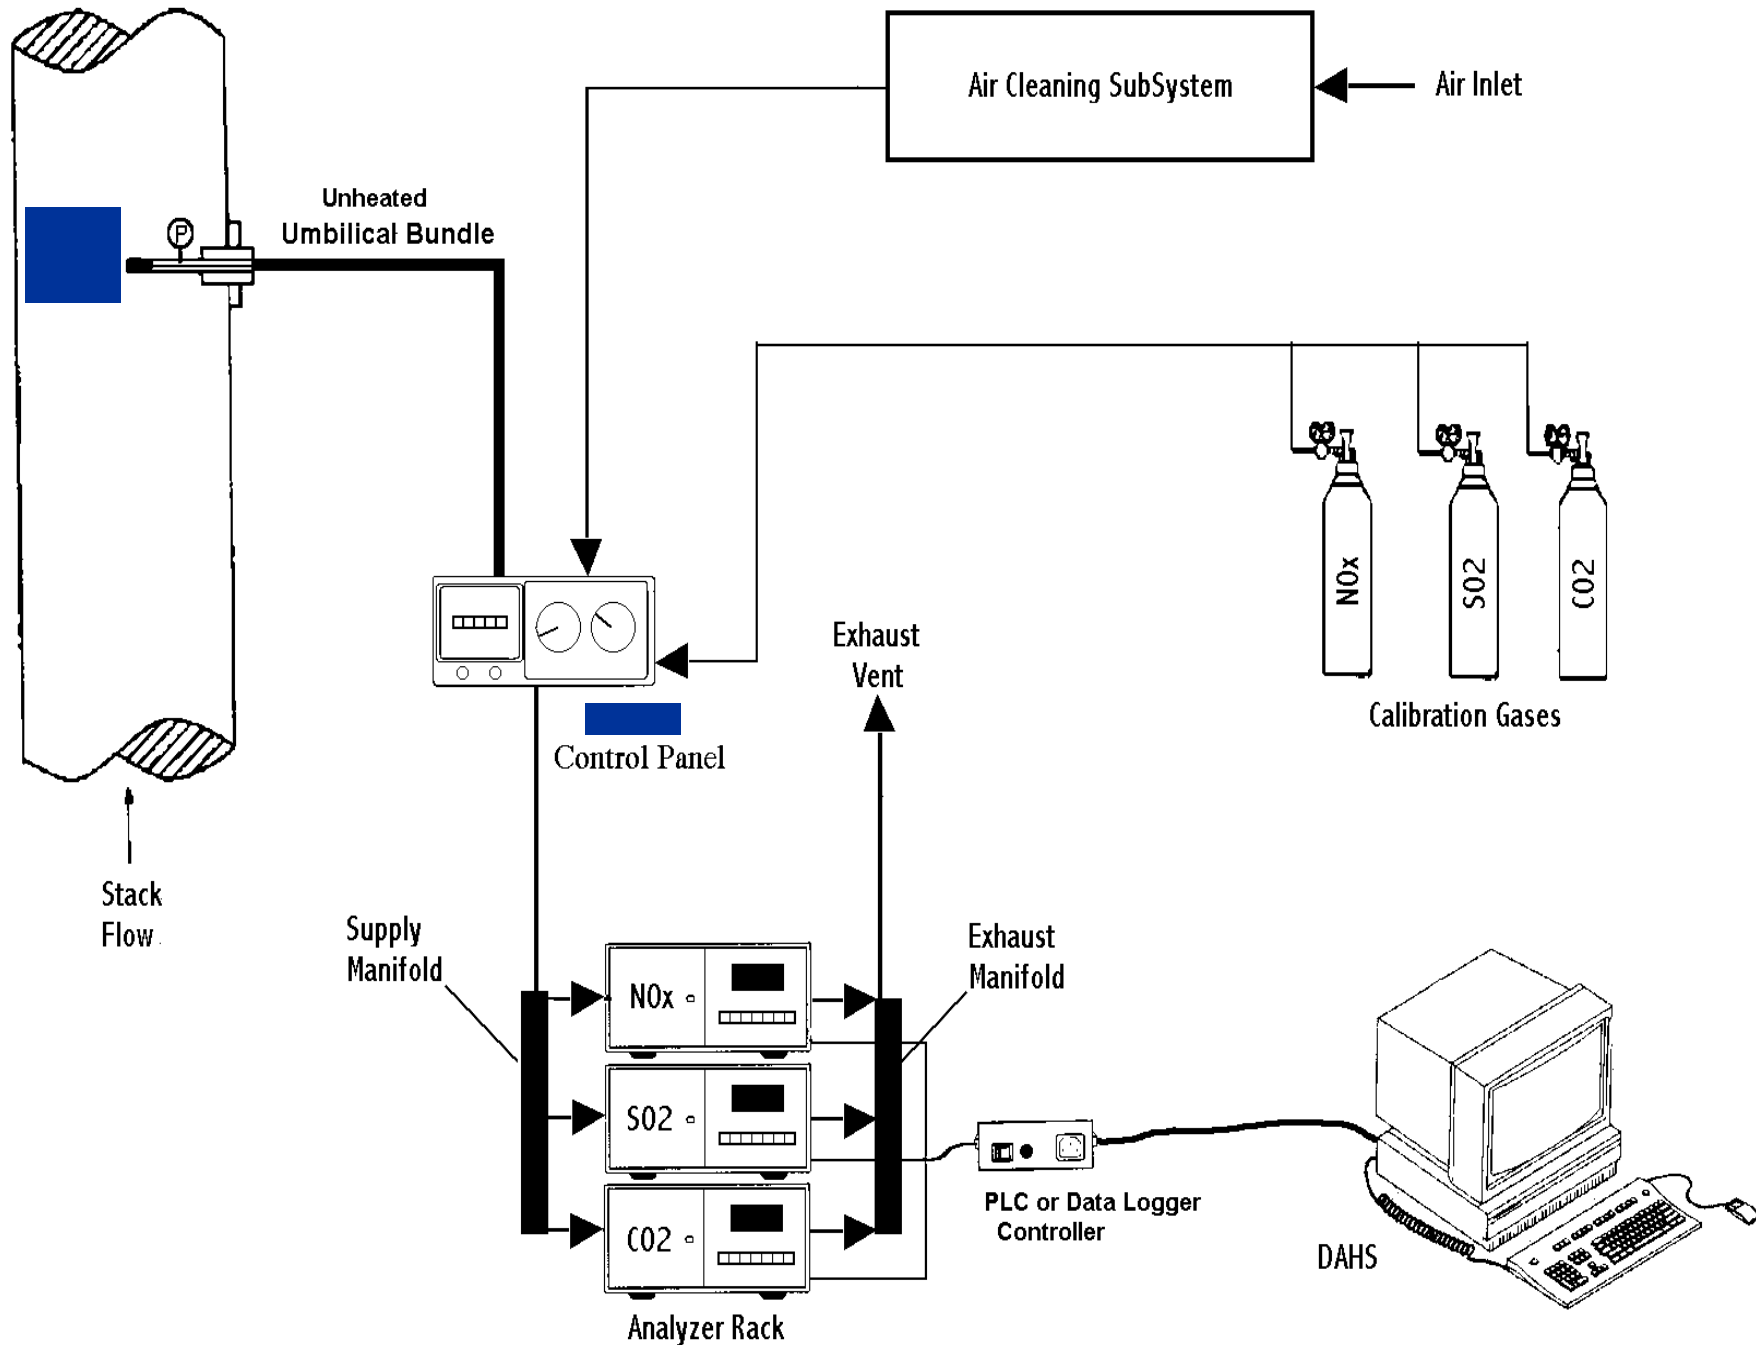 Air Cleaning SubSystem
Air Inlet
Unheated
Umbilical Bundle
P
NOx
SO2
CO2
Calibration Gases
Exhaust
Vent
Control Panel
Stack
Flow
Supply
Manifold
Exhaust
Manifold
NOx
SO2
CO2
PLC or Data Logger
Controller
DAHS
Analyzer Rack